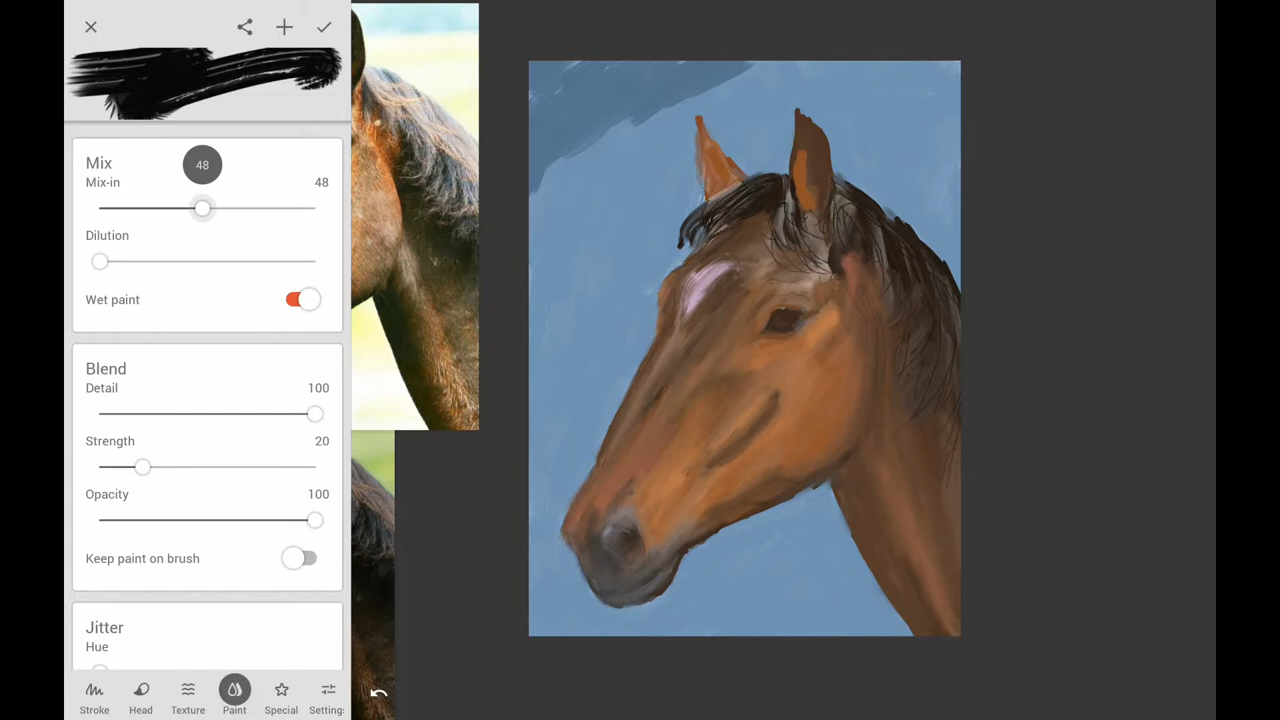 Mix
48
Mix-in 48
Dilution
Wet paint
Blend
Detail 100
Strength 20
Opacity 100
Keep paint on brush
Jitter
Hue
Stroke Head Texture Paint Special Setting